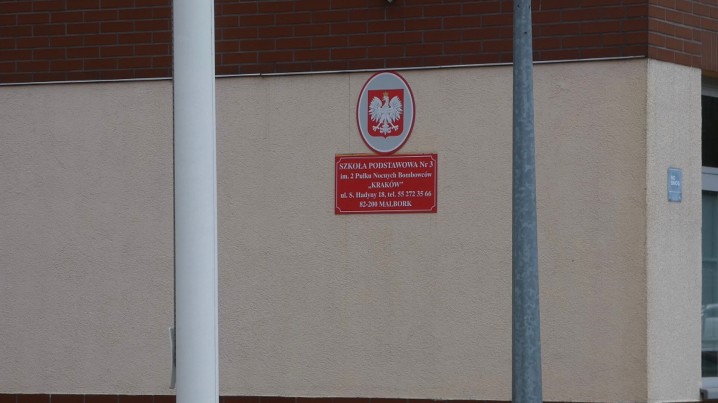 SZKOŁA PODSTAWOWA Nr 3
im. 2 Pułku Nocnych Bombowców
„KRAKÓW"
ul. S. Hadyny 18, tel. 55 272 35 66
82-200 MALBORK